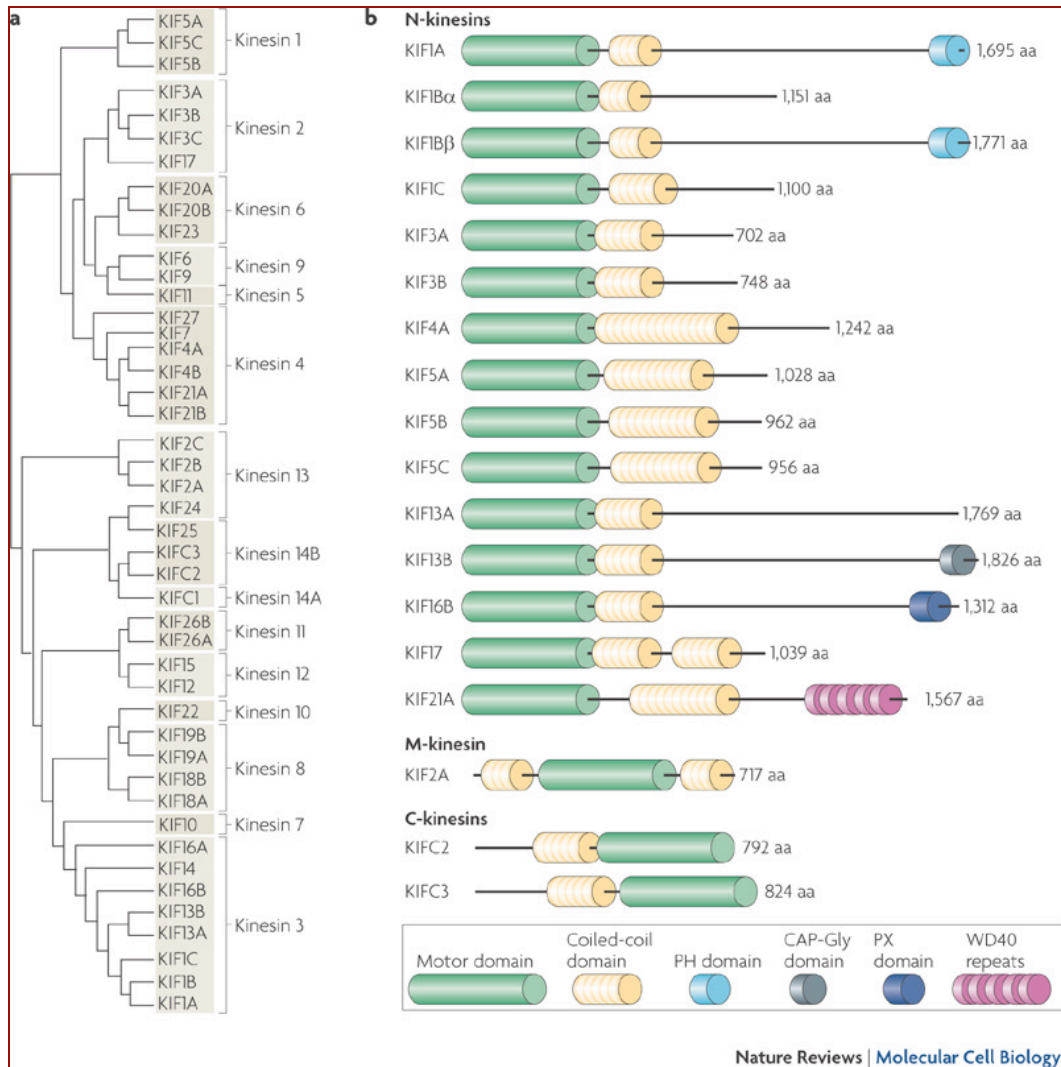 a
KIF5A
KIF5C
KIF5B
Kinesin 1
KIF3A
KIF3B
KIF3C
KIF17
Kinesin 2
KIF20A
KIF20B
KIF23
Kinesin 6
KIF6
KIF9
Kinesin 9
KIF11
Kinesin 5
KIF27
KIF7
KIF4A
KIF4B
KIF21A
KIF21B
Kinesin 4
KIF2C
KIF2B
KIF2A
KIF24
Kinesin 13
KIF25
KIFC3
KIFC2
Kinesin 14B
KIFC1
Kinesin 14A
KIF26B
KIF26A
Kinesin 11
KIF15
KIF12
Kinesin 12
KIF22
Kinesin 10
KIF19B
KIF19A
KIF18B
KIF18A
Kinesin 8
KIF10
Kinesin 7
KIF16A
KIF14
KIF16B
KIF13B
KIF13A
KIF1C
KIF1B
KIF1A
Kinesin 3
b
N-kinesins
KIF1A 1,695 aa
KIF1Bα 1,151 aa
KIF1Bβ 1,771 aa
KIF1C 1,100 aa
KIF3A 702 aa
KIF3B 748 aa
KIF4A 1,242 aa
KIF5A 1,028 aa
KIF5B 962 aa
KIF5C 956 aa
KIF13A 1,769 aa
KIF13B 1,826 aa
KIF16B 1,312 aa
KIF17 1,039 aa
KIF21A 1,567 aa
M-kinesin
KIF2A 717 aa
C-kinesins
KIFC2 792 aa
KIFC3 824 aa
Motor domain
Coiled-coil
domain
PH domain
CAP-Gly
domain
PX
domain
WD40
repeats
Nature Reviews | Molecular Cell Biology